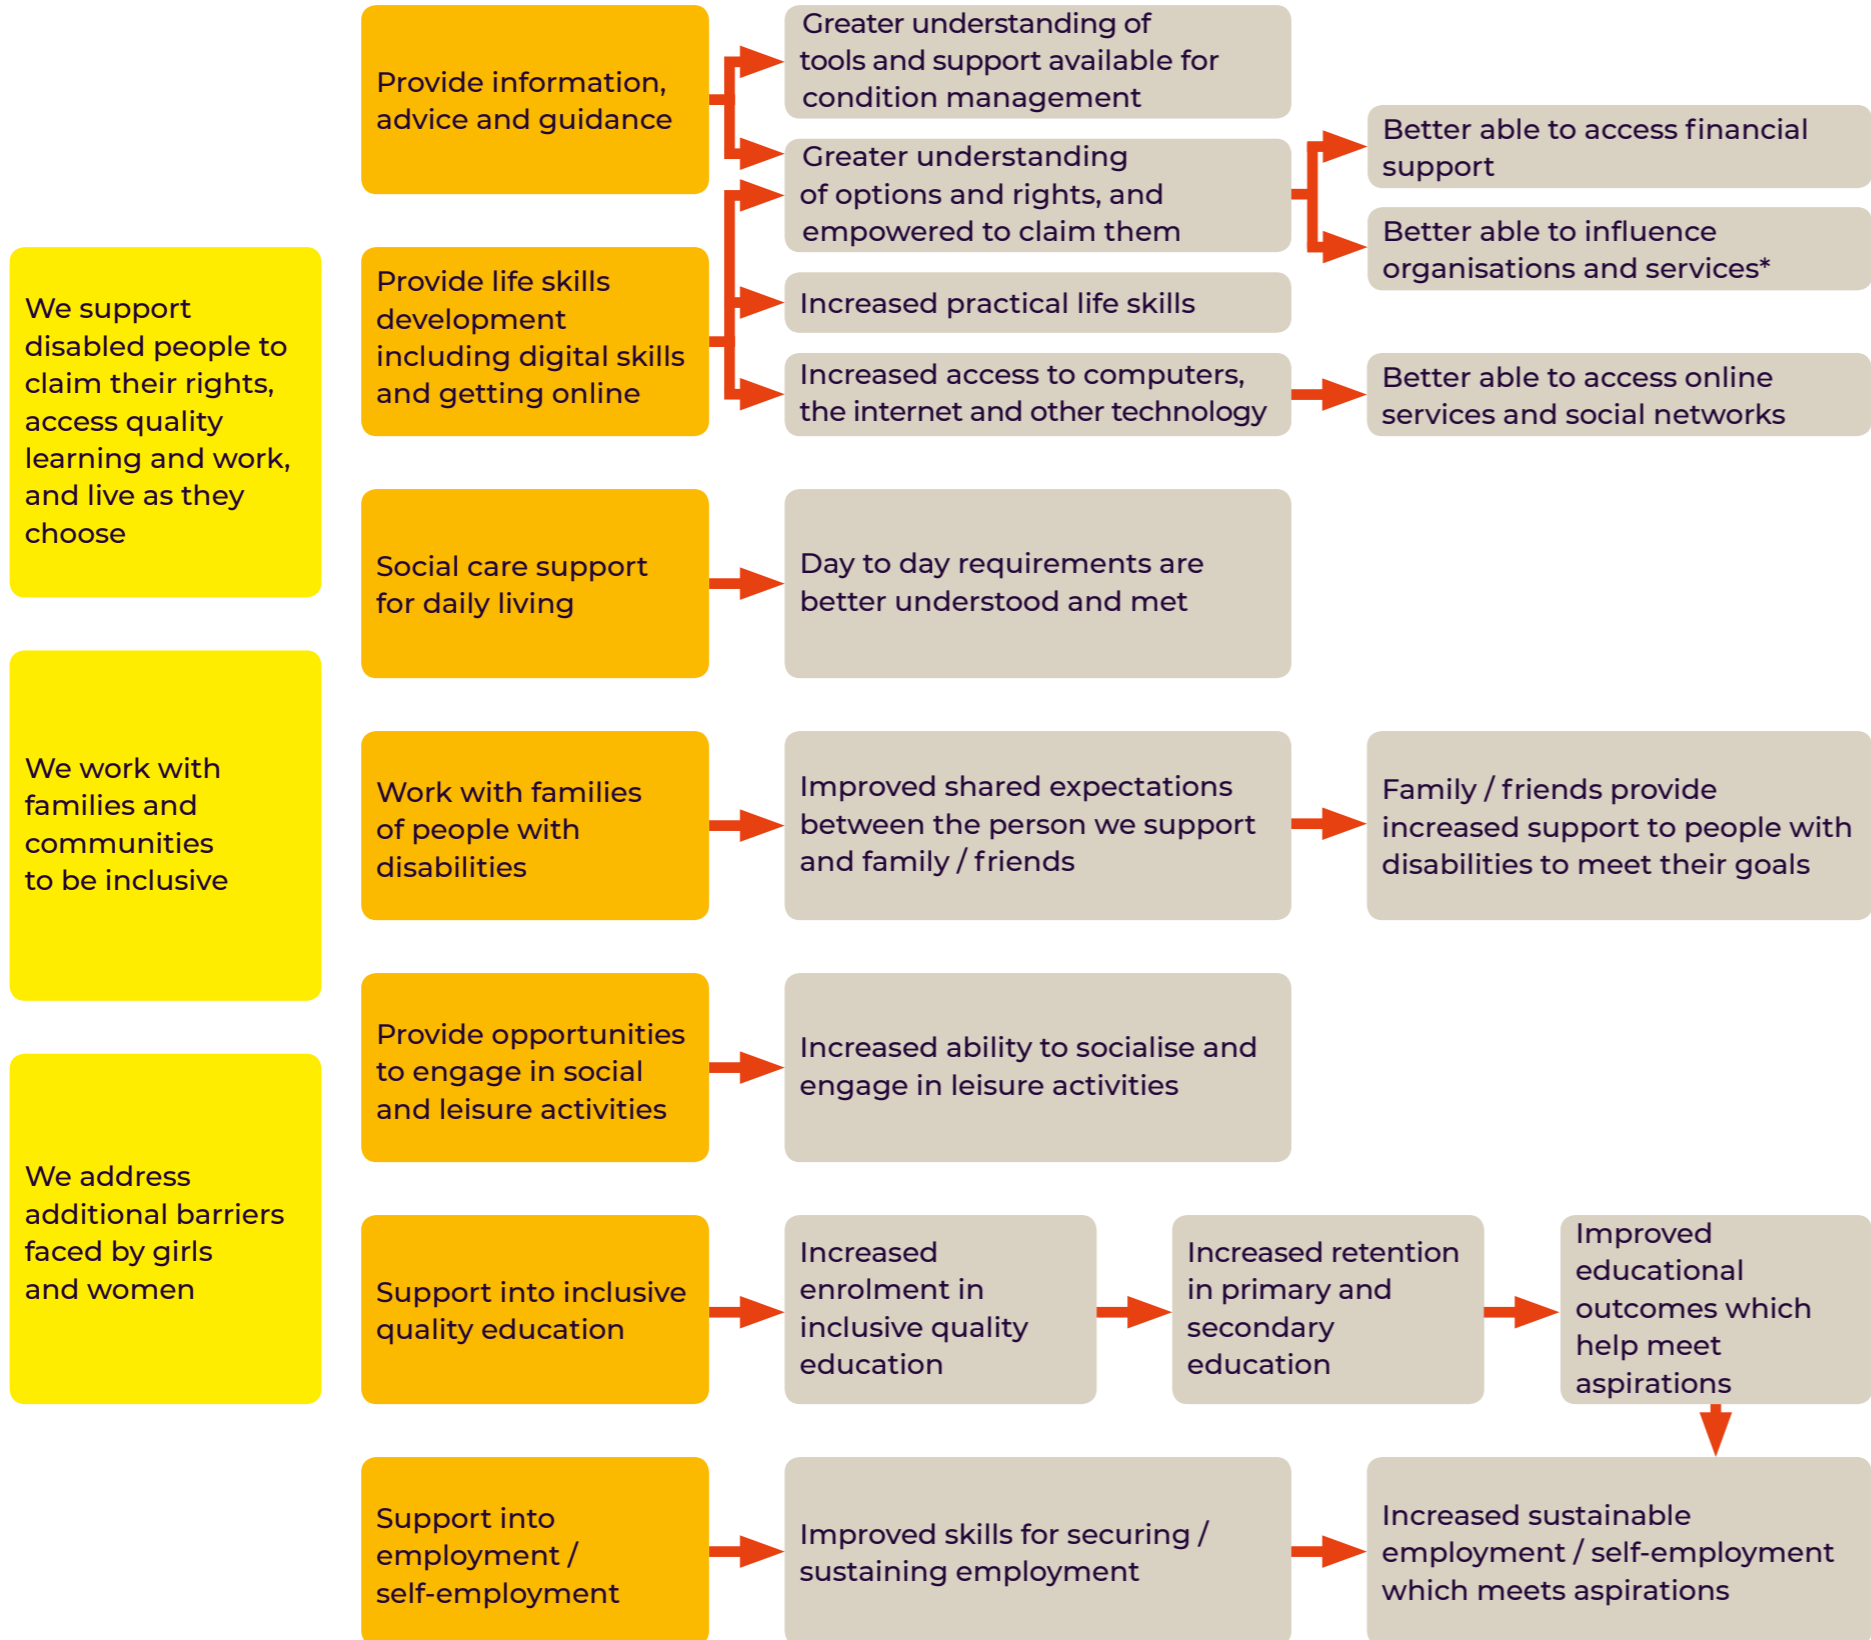 We support
disabled people to
claim their rights,
access quality
learning and work,
and live as they
choose
We work with
families and
communities
to be inclusive
We address
additional barriers
faced by girls
and women
Provide information,
advice and guidance
Greater understanding of
tools and support available for
condition management
Greater understanding
of options and rights, and
empowered to claim them
Better able to access financial
support
Better able to influence
organisations and services*
Provide life skills
development
including digital skills
and getting online
Increased practical life skills
Increased access to computers,
the internet and other technology
Better able to access online
services and social networks
Social care support
for daily living
Day to day requirements are
better understood and met
Work with families
of people with
disabilities
Improved shared expectations
between the person we support
and family / friends
Family / friends provide
increased support to people with
disabilities to meet their goals
Provide opportunities
to engage in social
and leisure activities
Increased ability to socialise and
engage in leisure activities
Support into inclusive
quality education
Increased
enrolment in
inclusive quality
education
Increased retention
in primary and
secondary
education
Improved
educational
outcomes which
help meet
aspirations
Support into
employment /
self-employment
Improved skills for securing /
sustaining employment
Increased sustainable
employment / self-employment
which meets aspirations